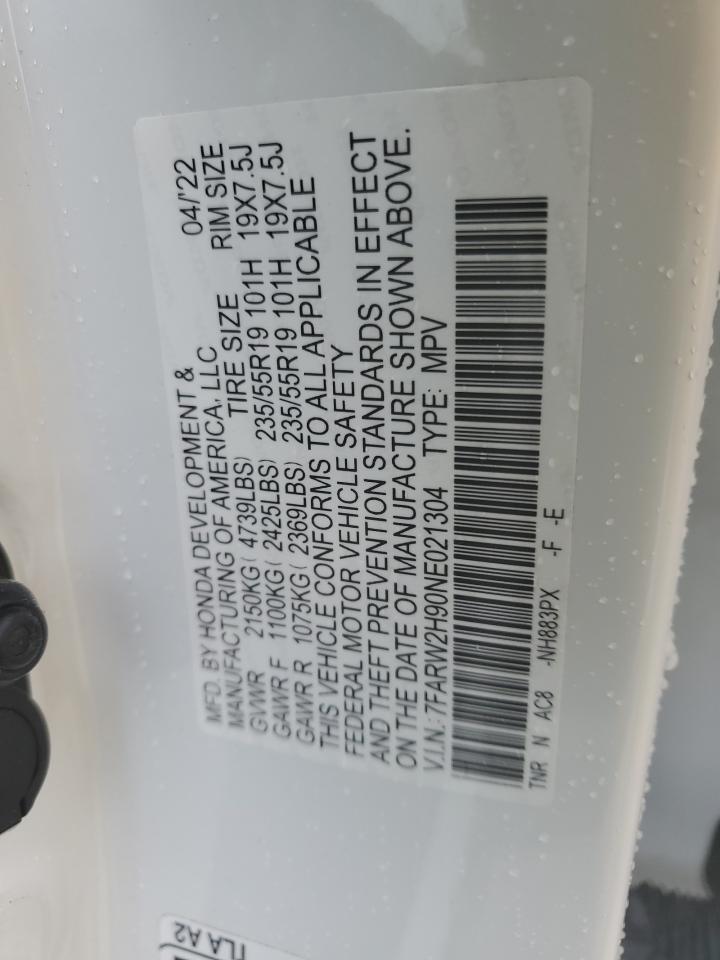 MFD. BY HONDA DEVELOPMENT & 04/'22
MANUFACTURING OF AMERICA, LLC
TIRE SIZE RIM SIZE
GVWR 2150KG( 4739LBS)
GAWR F 1100KG( 2425LBS) 235/55R19 101H 19X7.5J
GAWR R 1075KG( 2369LBS) 235/55R19 101H 19X7.5J
THIS VEHICLE CONFORMS TO ALL APPLICABLE
FEDERAL MOTOR VEHICLE SAFETY
AND THEFT PREVENTION STANDARDS IN EFFECT
ON THE DATE OF MANUFACTURE SHOWN ABOVE.
V.I.N.: 7FARW2H90NE021304 TYPE: MPV
TNR N AC8 -NH883PX -F -E
A2